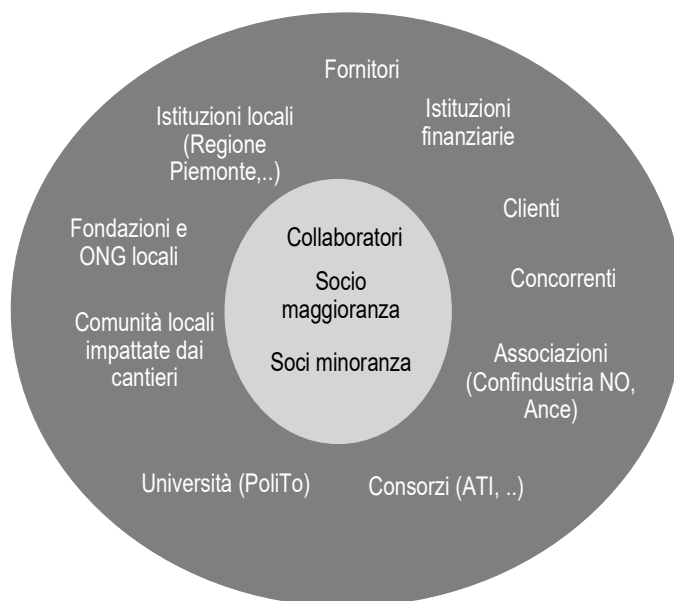 Fornitori
Istituzioni locali
(Regione
Piemonte,..)
Istituzioni
finanziarie
Fondazioni e
ONG locali
Clienti
Collaboratori
Socio
maggioranza
Soci minoranza
Concorrenti
Comunità locali
impattate dai
cantieri
Associazioni
(Confindustria NO,
Ance)
Università (PoliTo)
Consorzi (ATI, ..)